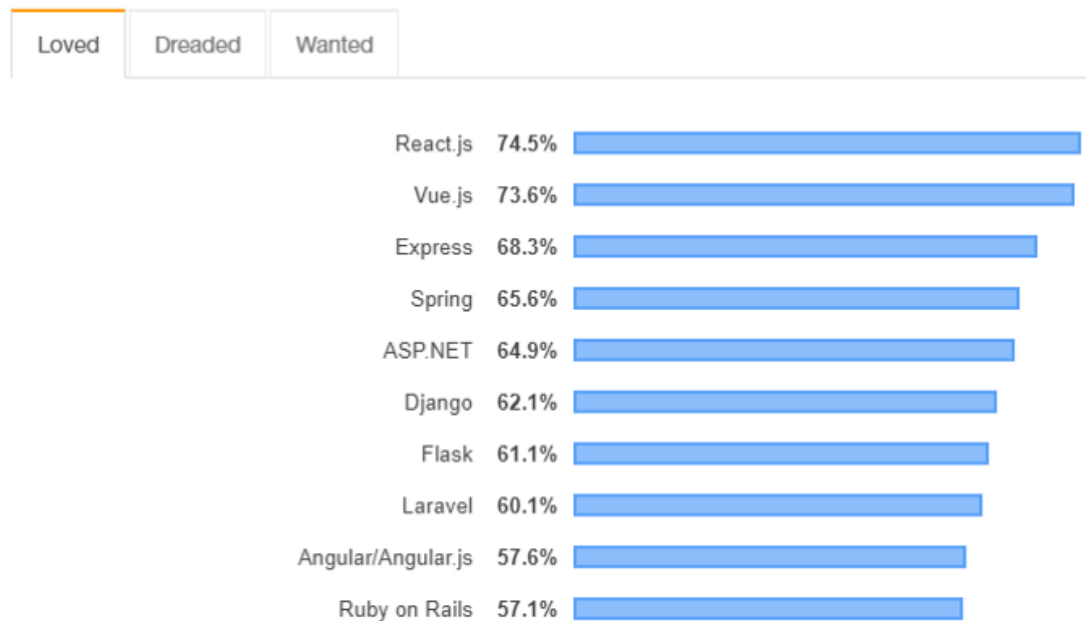 Loved Dreaded Wanted
React.js 74.5%
Vue.js 73.6%
Express 68.3%
Spring 65.6%
ASP.NET 64.9%
Django 62.1%
Flask 61.1%
Laravel 60.1%
Angular/Angular.js 57.6%
Ruby on Rails 57.1%